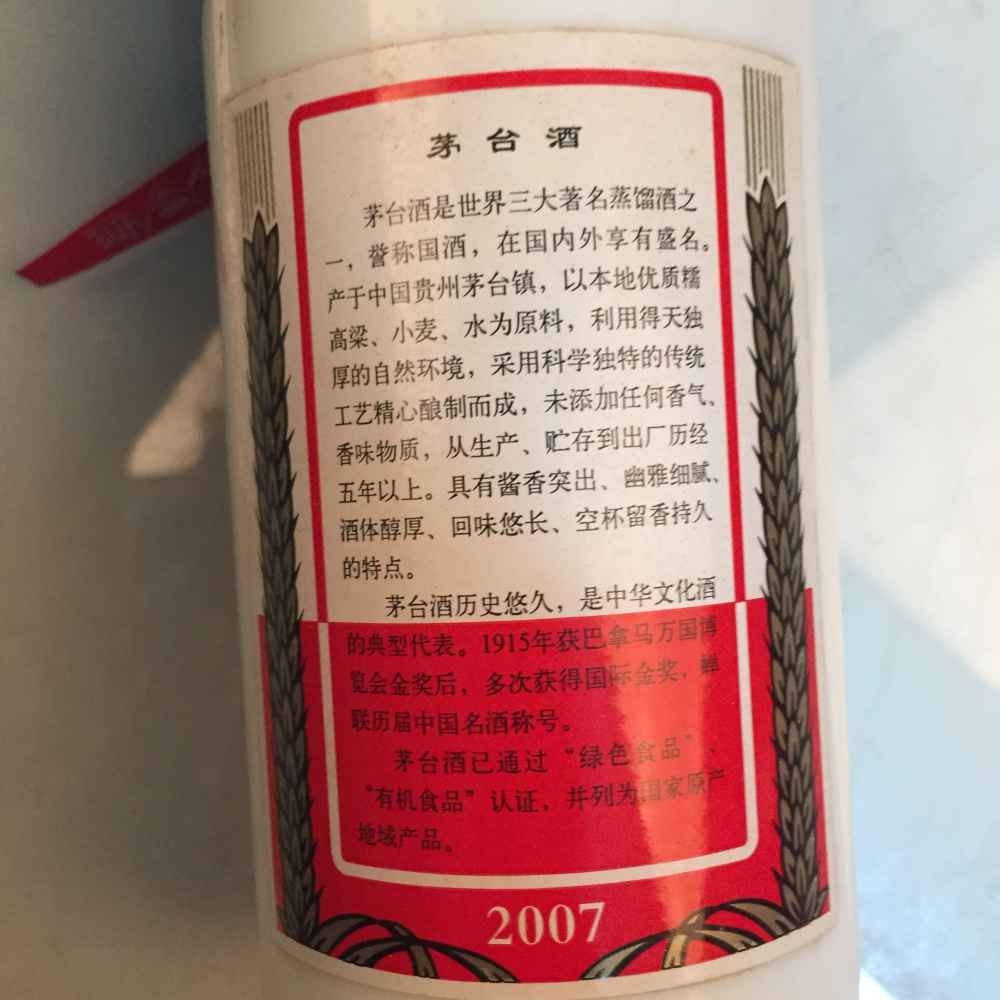 茅台酒
茅台酒是世界三大著名蒸馏酒之
一，誉称国酒，在国内外享有盛名。
产于中国贵州茅台镇，以本地优质糯
高粱、小麦、水为原料，利用得天独
厚的自然环境，采用科学独特的传统
工艺精心酿制而成，未添加任何香气、
香味物质，从生产、贮存到出厂历经
五年以上。具有酱香突出、幽雅细腻、
酒体醇厚、回味悠长、空杯留香持久
的特点。
茅台酒历史悠久，是中华文化酒
的典型代表。1915年获巴拿马万国博
览会金奖后，多次获得国际金奖，蝉
联历届中国名酒称号。
茅台酒已通过“绿色食品”、
“有机食品”认证，并列为国家原产
地域产品。
2007